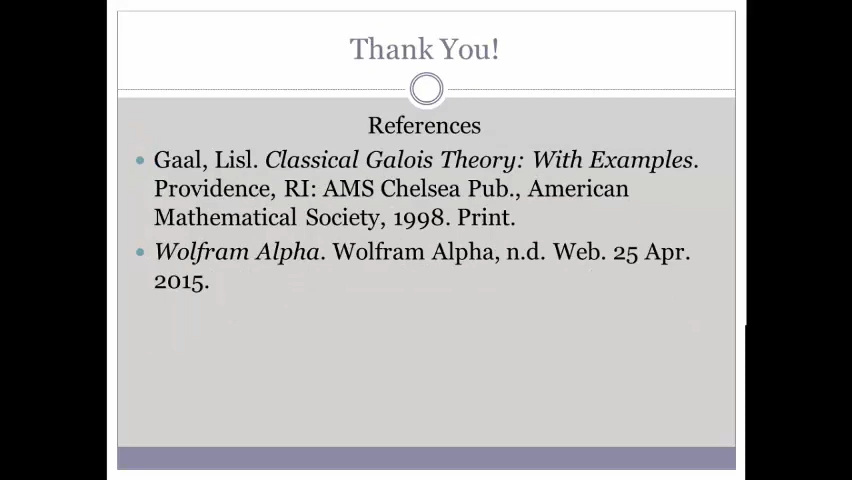 Thank You!
References
Gaal, Lisl. Classical Galois Theory: With Examples.
Providence, RI: AMS Chelsea Pub., American
Mathematical Society, 1998. Print.
Wolfram Alpha. Wolfram Alpha, n.d. Web. 25 Apr.
2015.